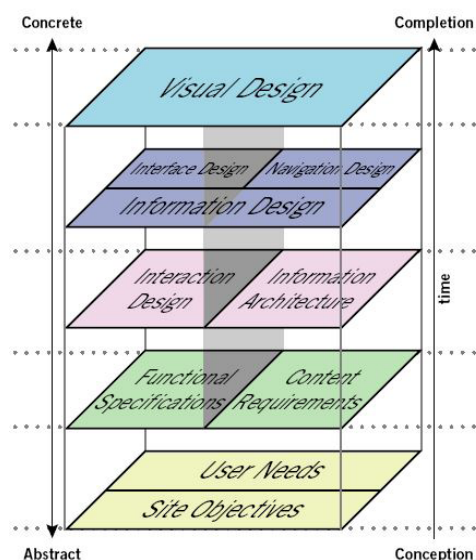 Concrete
Completion
Visual Design
Interface Design
Navigation Design
Information Design
Interaction
Design
Information
Architecture
time
Functional
Specifications
Content
Requirements
User Needs
Site Objectives
Abstract
Conception